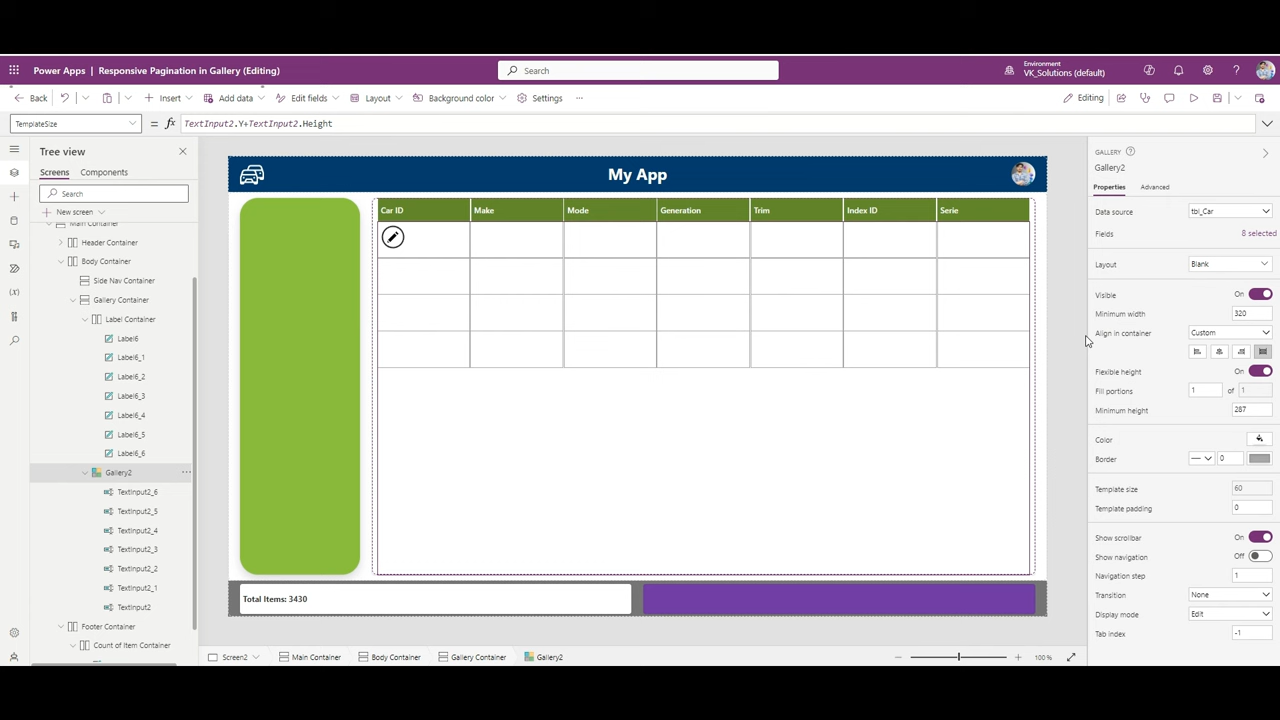 Power Apps | Responsive Pagination in Gallery (Editing)
Search
Environment
VK_Solutions (default)
Back
Insert
Add data
Edit fields
Layout
Background color
Settings
Editing
TemplateSize
= fx TextInput2.Y+TextInput2.Height
Tree view
Screens
Components
Search
New screen
Main Container
Header Container
Body Container
Side Nav Container
Gallery Container
Label Container
Label6
Label6_1
Label6_2
Label6_3
Label6_4
Label6_5
Label6_6
Gallery2
TextInput2_6
TextInput2_5
TextInput2_4
TextInput2_3
TextInput2_2
TextInput2_1
TextInput2
Footer Container
Count of Item Container
My App
Car ID Make Mode Generation Trim Index ID Serie
Total Items: 3430
Screen2 Main Container Body Container Gallery Container Gallery2
100 %
GALLERY
Gallery2
Properties Advanced
Data source tbl_Car
Fields 8 selected
Layout Blank
Visible On
Minimum width 320
Align in container Custom
Flexible height On
Fill portions 1 of 1
Minimum height 287
Color
Border 0
Template size 60
Template padding 0
Show scrollbar On
Show navigation Off
Navigation step 1
Transition None
Display mode Edit
Tab index -1